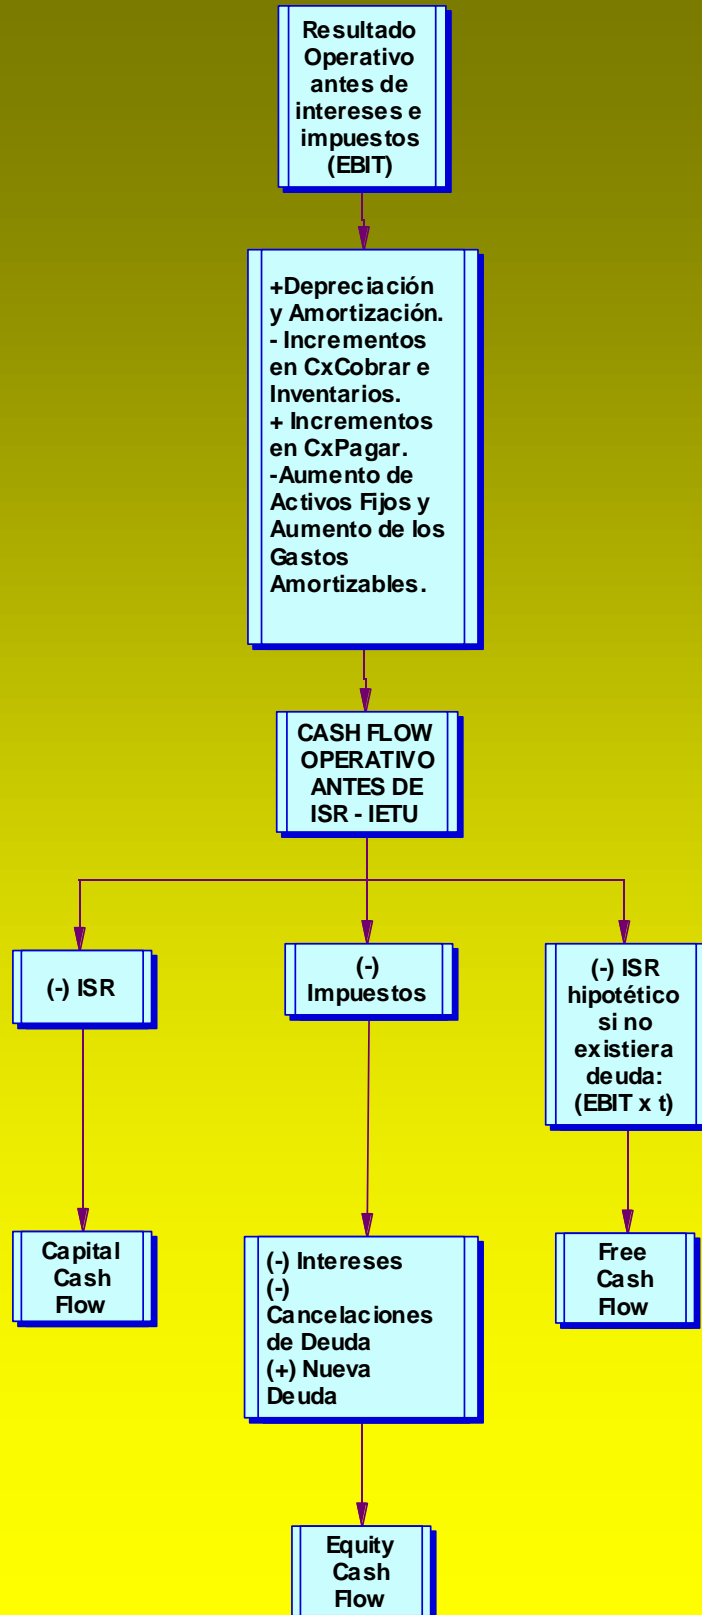 Resultado
Operativo
antes de
intereses e
impuestos
(EBIT)
+Depreciación
y Amortización.
- Incrementos
en CxCobrar e
Inventarios.
+ Incrementos
en CxPagar.
-Aumento de
Activos Fijos y
Aumento de los
Gastos
Amortizables.
CASH FLOW
OPERATIVO
ANTES DE
ISR - IETU
(-) ISR
(-)
Impuestos
(-) ISR
hipotético
si no
existiera
deuda:
(EBIT x t)
Capital
Cash
Flow
(-) Intereses
(-)
Cancelaciones
de Deuda
(+) Nueva
Deuda
Free
Cash
Flow
Equity
Cash
Flow